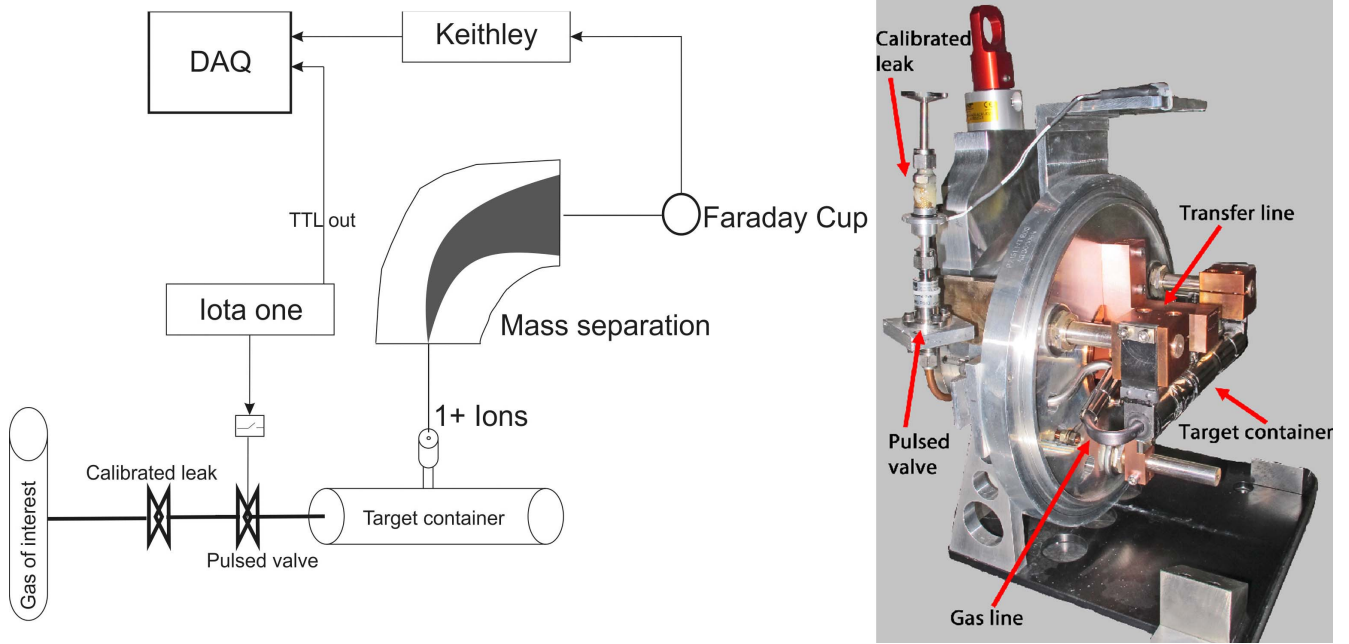 DAQ
Keithley
TTL out
Faraday Cup
Iota one
Mass separation
1+ Ions
Calibrated leak
Pulsed valve
Target container
Gas of interest
Calibrated
leak
Transfer line
Pulsed
valve
Target container
Gas line